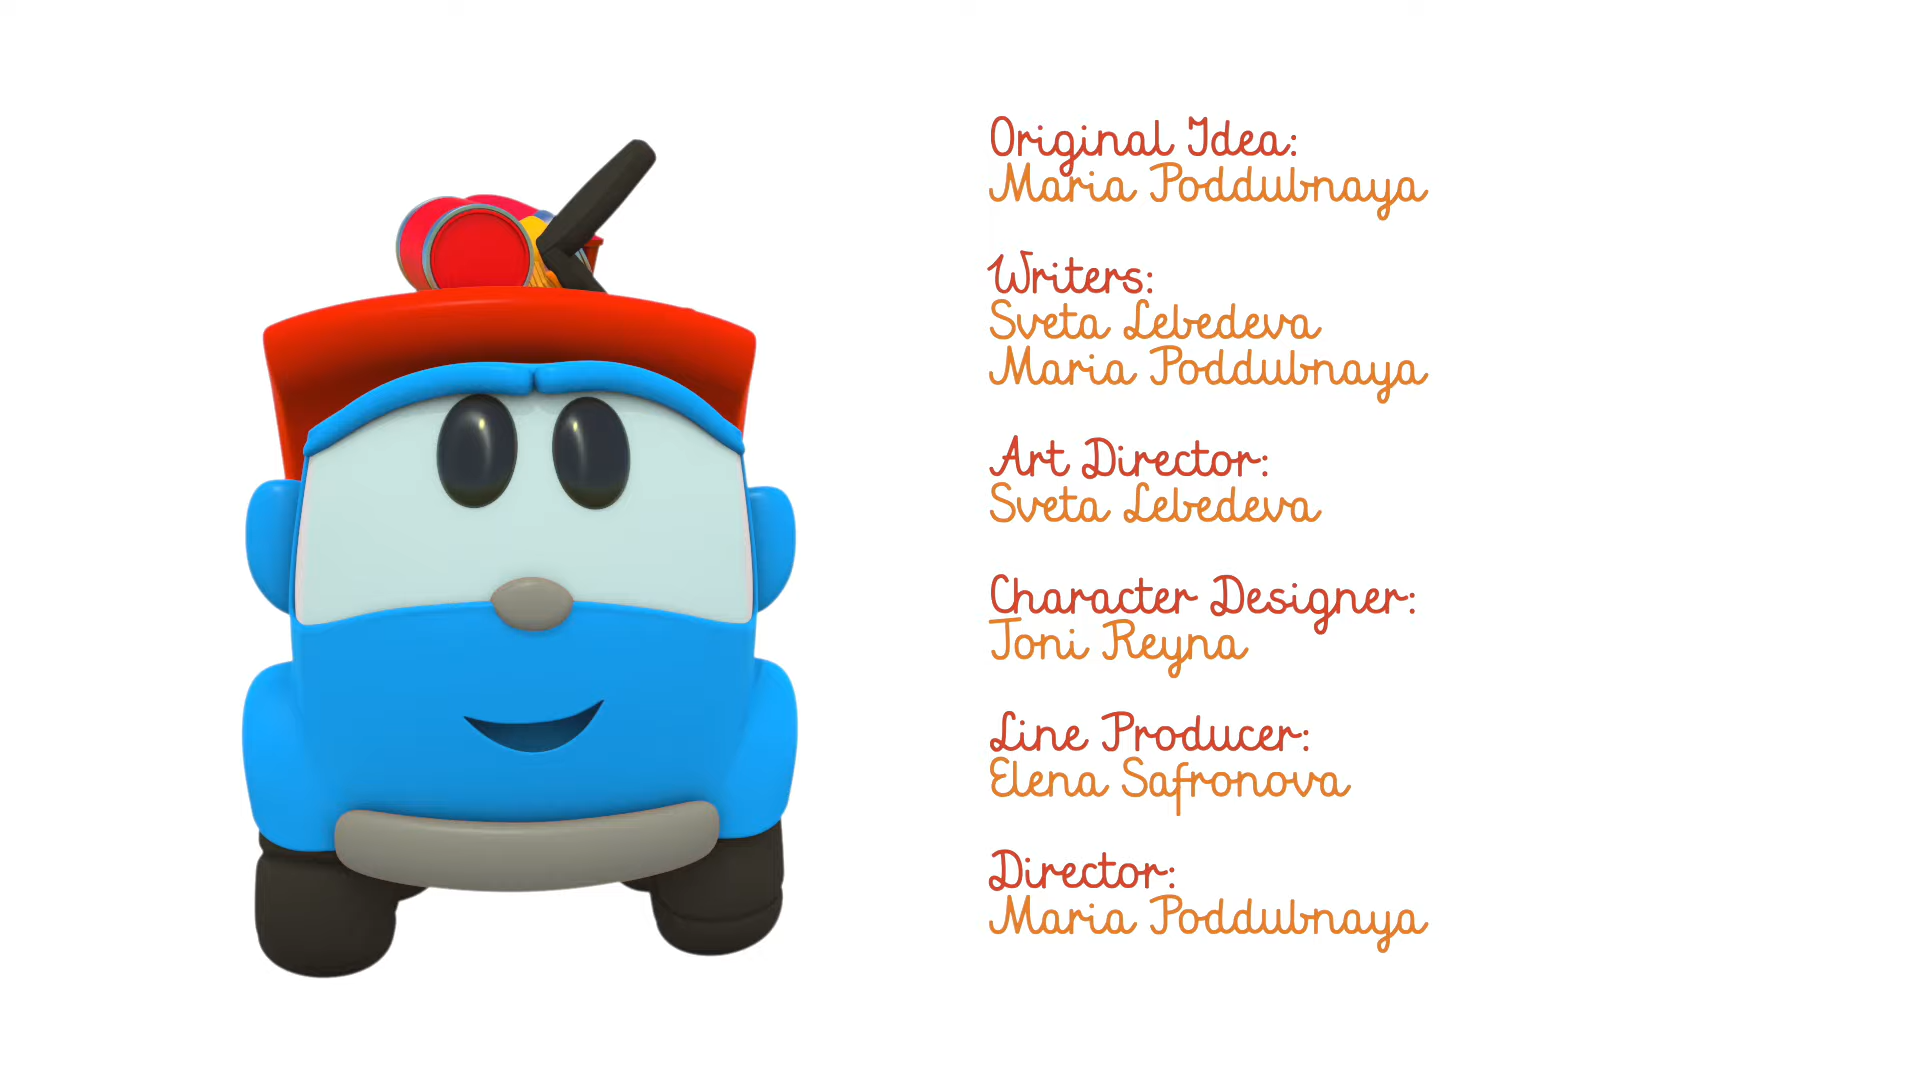 Original Idea:
Maria Poddubnaya
Writers:
Sveta Lebedeva
Maria Poddubnaya
Art Director:
Sveta Lebedeva
Character Designer:
Toni Reyna
Line Producer:
Elena Safronova
Director:
Maria Poddubnaya